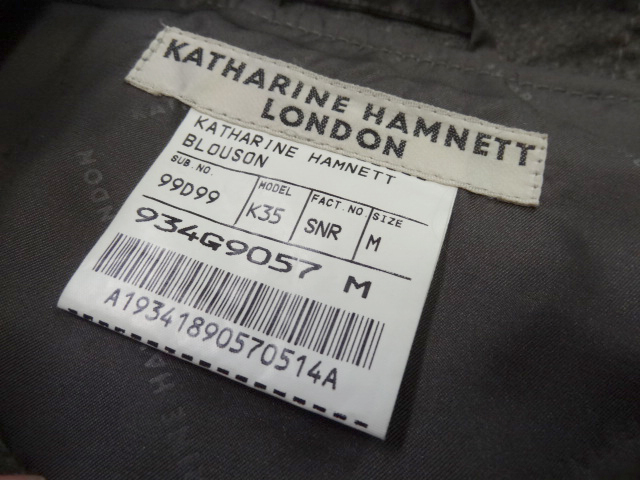 KATHARINE HAMNETT
LONDON
KATHARINE HAMNETT
BLOUSON
SUB.NO. MODEL FACT.NO. SIZE
99D99 K35 SNR M
934G9057 M
A19341890570514A